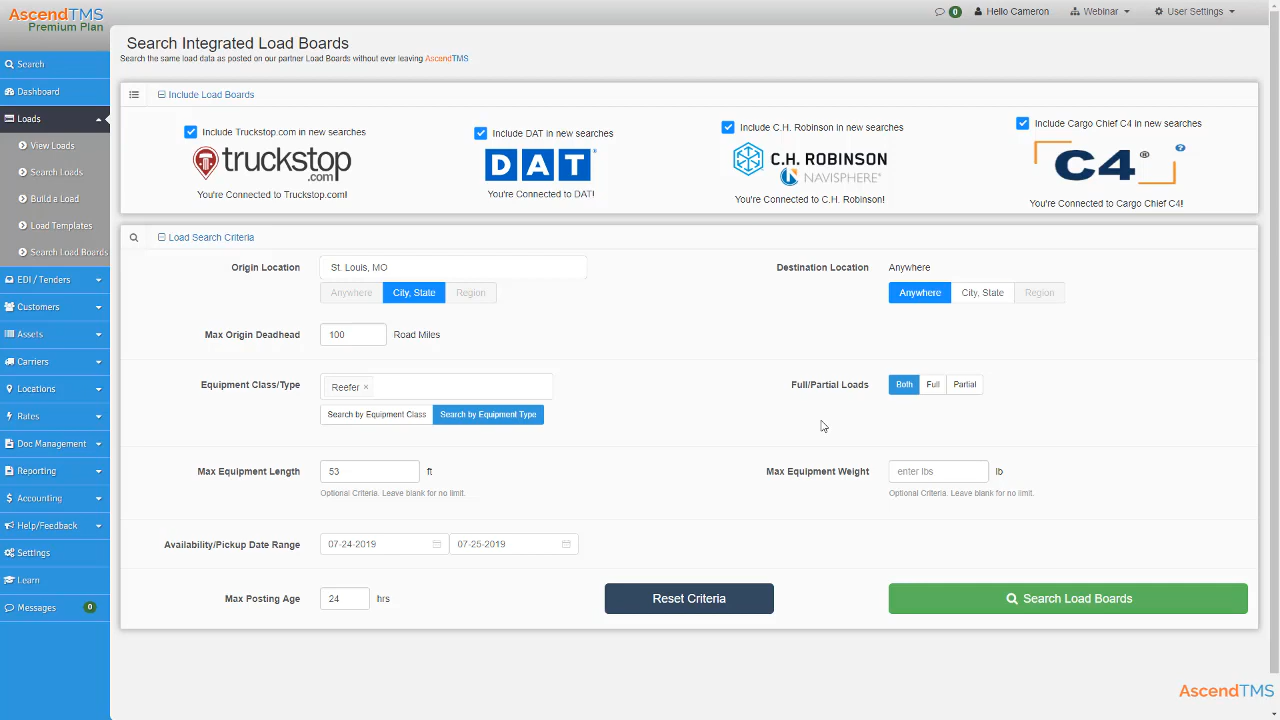 AscendTMS
Premium Plan
0
Hello Cameron
Webinar
User Settings
Search
Dashboard
Loads
View Loads
Search Loads
Build a Load
Load Templates
Search Load Boards
EDI / Tenders
Customers
Assets
Carriers
Locations
Rates
Doc Management
Reporting
Accounting
Help/Feedback
Settings
Learn
Messages 0
Search Integrated Load Boards
Search the same load data as posted on our partner Load Boards without ever leaving AscendTMS
Include Load Boards
Include Truckstop.com in new searches
truckstop
.com
You're Connected to Truckstop.com!
Include DAT in new searches
DAT
You're Connected to DAT!
Include C.H. Robinson in new searches
C.H. ROBINSON
NAVISPHERE®
You're Connected to C.H. Robinson!
Include Cargo Chief C4 in new searches
C4 ®
?
You're Connected to Cargo Chief C4!
Load Search Criteria
Origin Location St. Louis, MO
Anywhere City, State Region
Destination Location Anywhere
Anywhere City, State Region
Max Origin Deadhead 100 Road Miles
Equipment Class/Type Reefer ×
Search by Equipment Class Search by Equipment Type
Full/Partial Loads Both Full Partial
Max Equipment Length 53 ft
Optional Criteria. Leave blank for no limit.
Max Equipment Weight enter lbs lb
Optional Criteria. Leave blank for no limit.
Availability/Pickup Date Range 07-24-2019 07-25-2019
Max Posting Age 24 hrs
Reset Criteria
Search Load Boards
AscendTMS